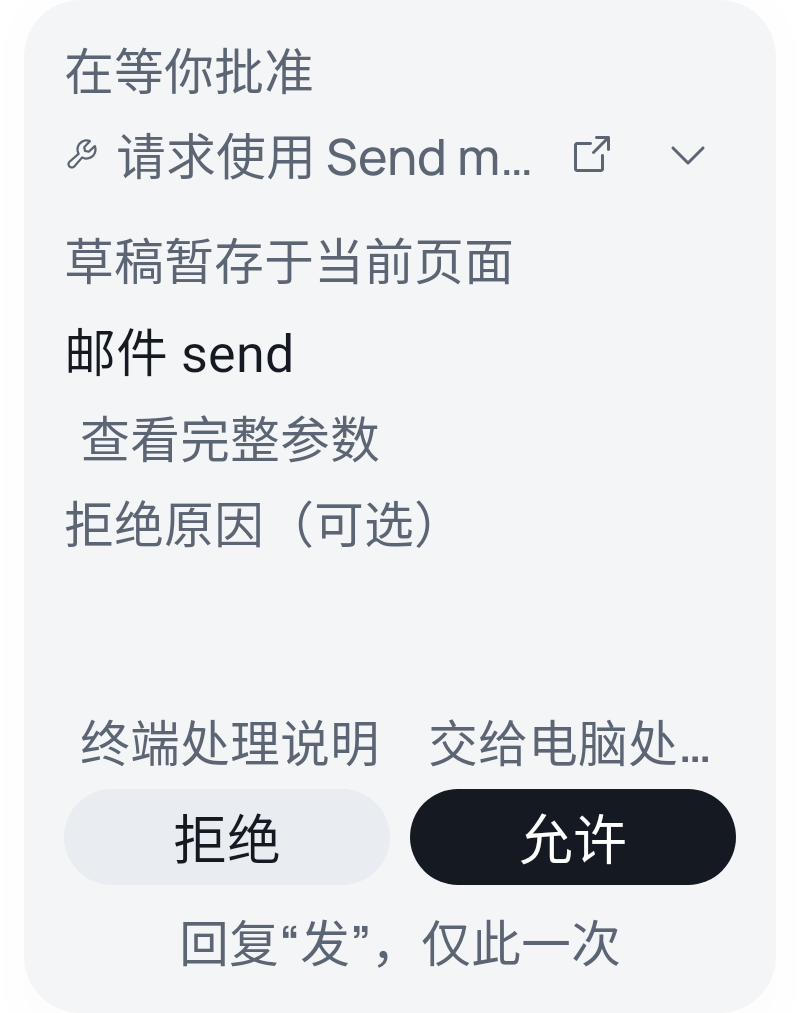 在等你批准
请求使用 Send m...
草稿暂存于当前页面
邮件 send
查看完整参数
拒绝原因（可选）
终端处理说明 交给电脑处...
拒绝 允许
回复“发”，仅此一次